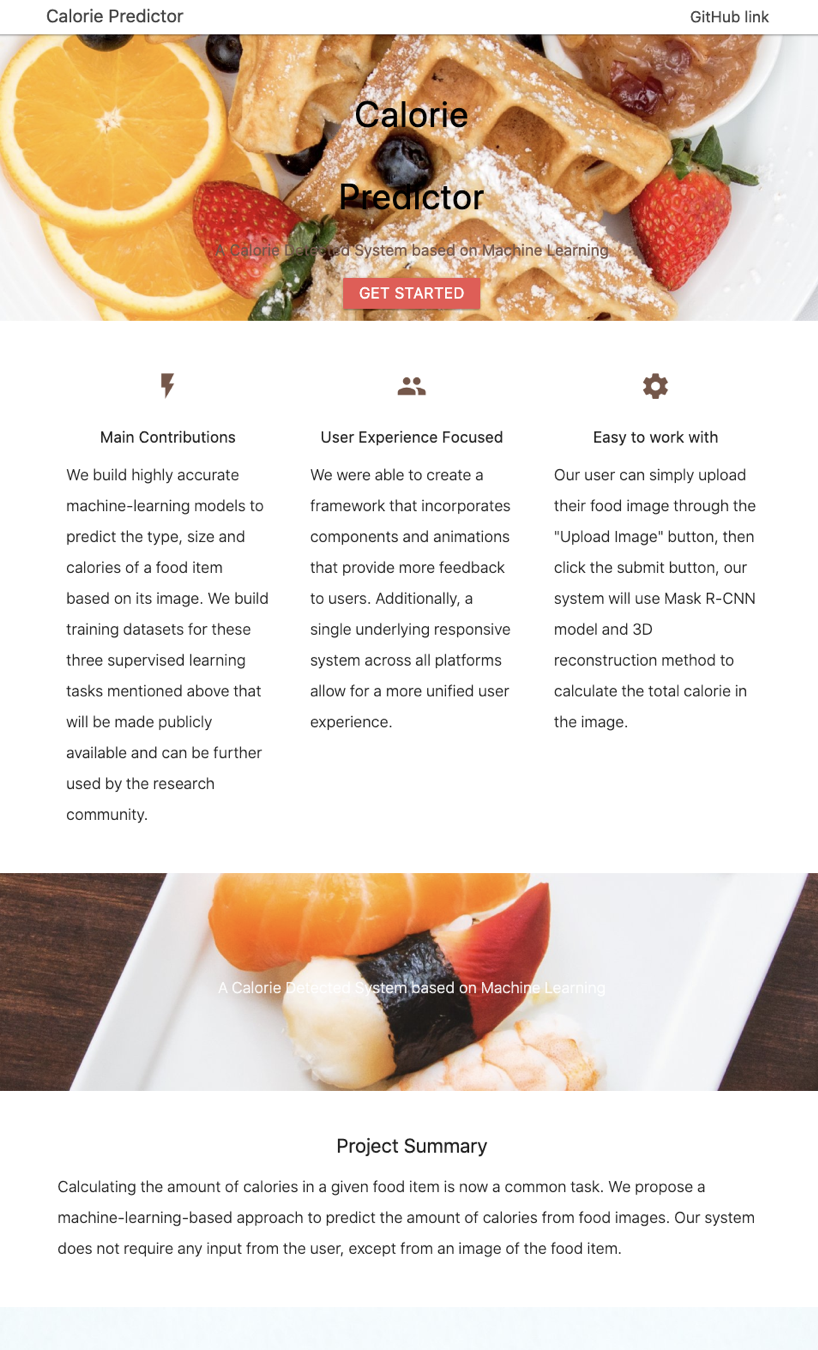 Calorie Predictor
GitHub link
Calorie
Predictor
A Calorie Detected System based on Machine Learning
GET STARTED
Main Contributions
We build highly accurate
machine-learning models to
predict the type, size and
calories of a food item
based on its image. We build
training datasets for these
three supervised learning
tasks mentioned above that
will be made publicly
available and can be further
used by the research
community.
User Experience Focused
We were able to create a
framework that incorporates
components and animations
that provide more feedback
to users. Additionally, a
single underlying responsive
system across all platforms
allow for a more unified user
experience.
Easy to work with
Our user can simply upload
their food image through the
"Upload Image" button, then
click the submit button, our
system will use Mask R-CNN
model and 3D
reconstruction method to
calculate the total calorie in
the image.
A Calorie Detected System based on Machine Learning
Project Summary
Calculating the amount of calories in a given food item is now a common task. We propose a
machine-learning-based approach to predict the amount of calories from food images. Our system
does not require any input from the user, except from an image of the food item.